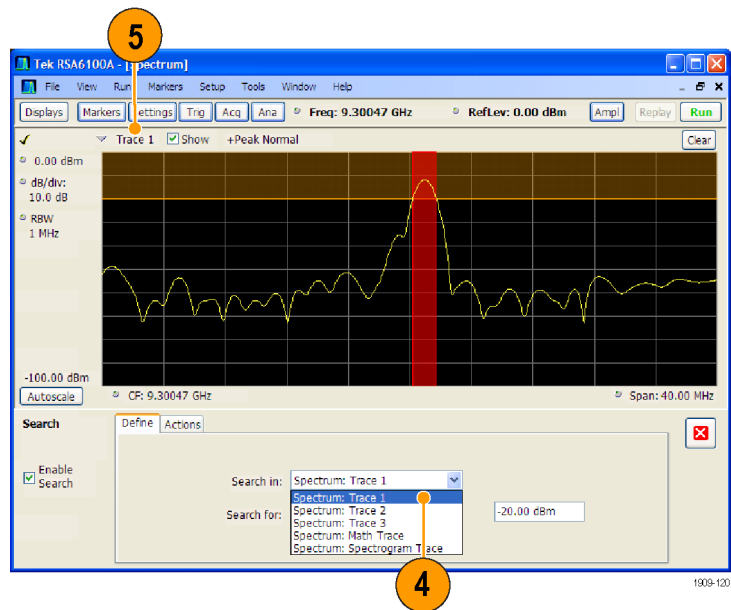 5
Tek RSA6100A - [Spectrum]
File View Run Markers Setup Tools Window Help
Displays Markers Settings Trig Acq Ana Freq: 9.30047 GHz RefLev: 0.00 dBm Ampl Replay Run
Trace 1 Show +Peak Normal Clear
0.00 dBm
dB/div:
10.0 dB
RBW
1 MHz
-100.00 dBm
Autoscale CF: 9.30047 GHz Span: 40.00 MHz
Search Define Actions
Enable
Search
Search in: Spectrum: Trace 1
Spectrum: Trace 1
Spectrum: Trace 2
Search for: -20.00 dBm
Spectrum: Trace 3
Spectrum: Math Trace
Spectrum: Spectrogram Trace
4
1909-120